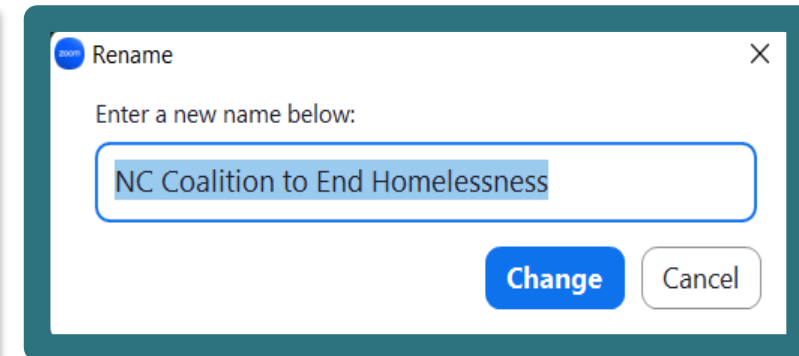 zoom Rename
Enter a new name below:
NC Coalition to End Homelessness
Change Cancel